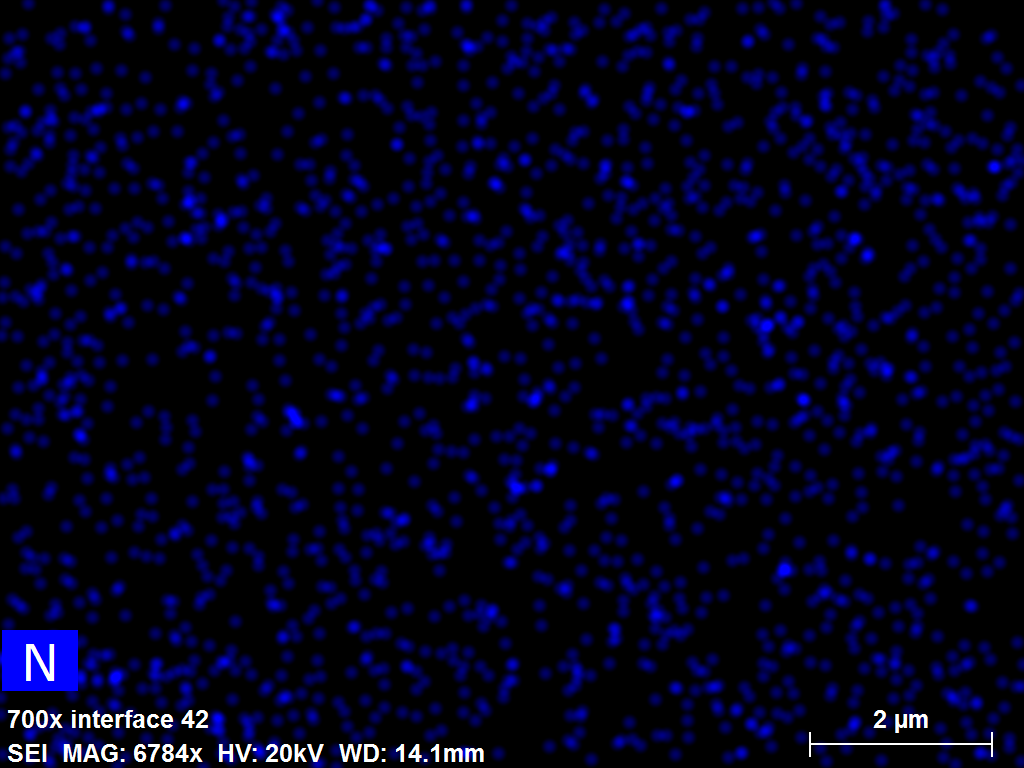 N
700x interface 42
2 µm
SEI MAG: 6784x HV: 20kV WD: 14.1mm